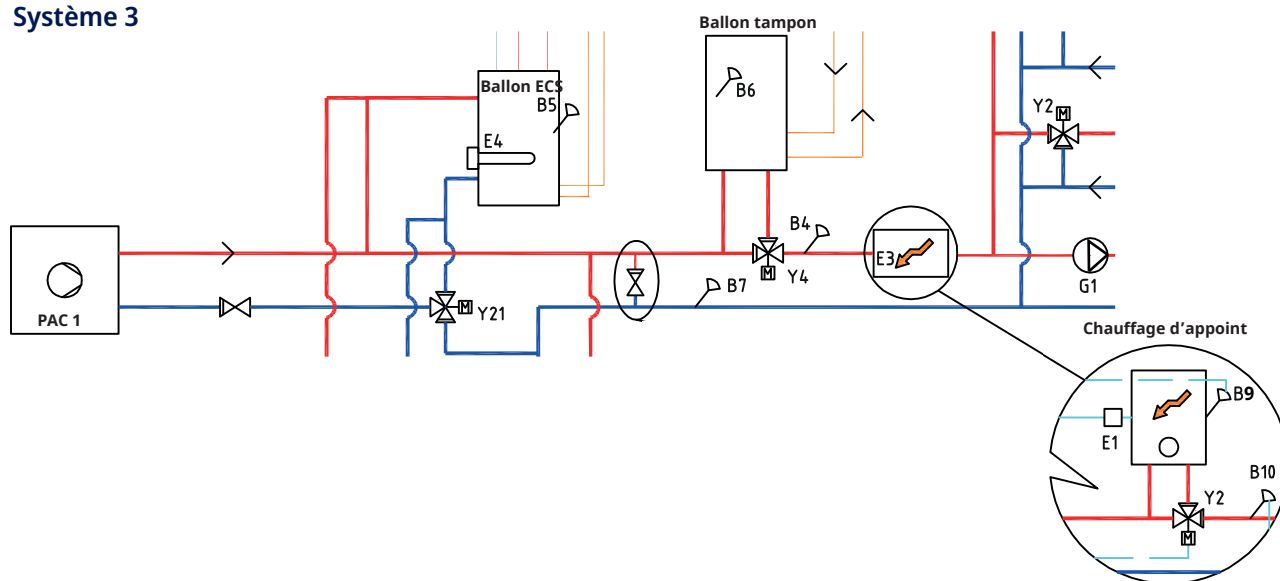 Système 3
Ballon tampon
Ballon ECS
B5
B6
E4
Y2
B4
E3
G1
Y4
B7
PAC 1
M
Y21
M
M
Chauffage d'appoint
B9
E1
B10
Y2
M